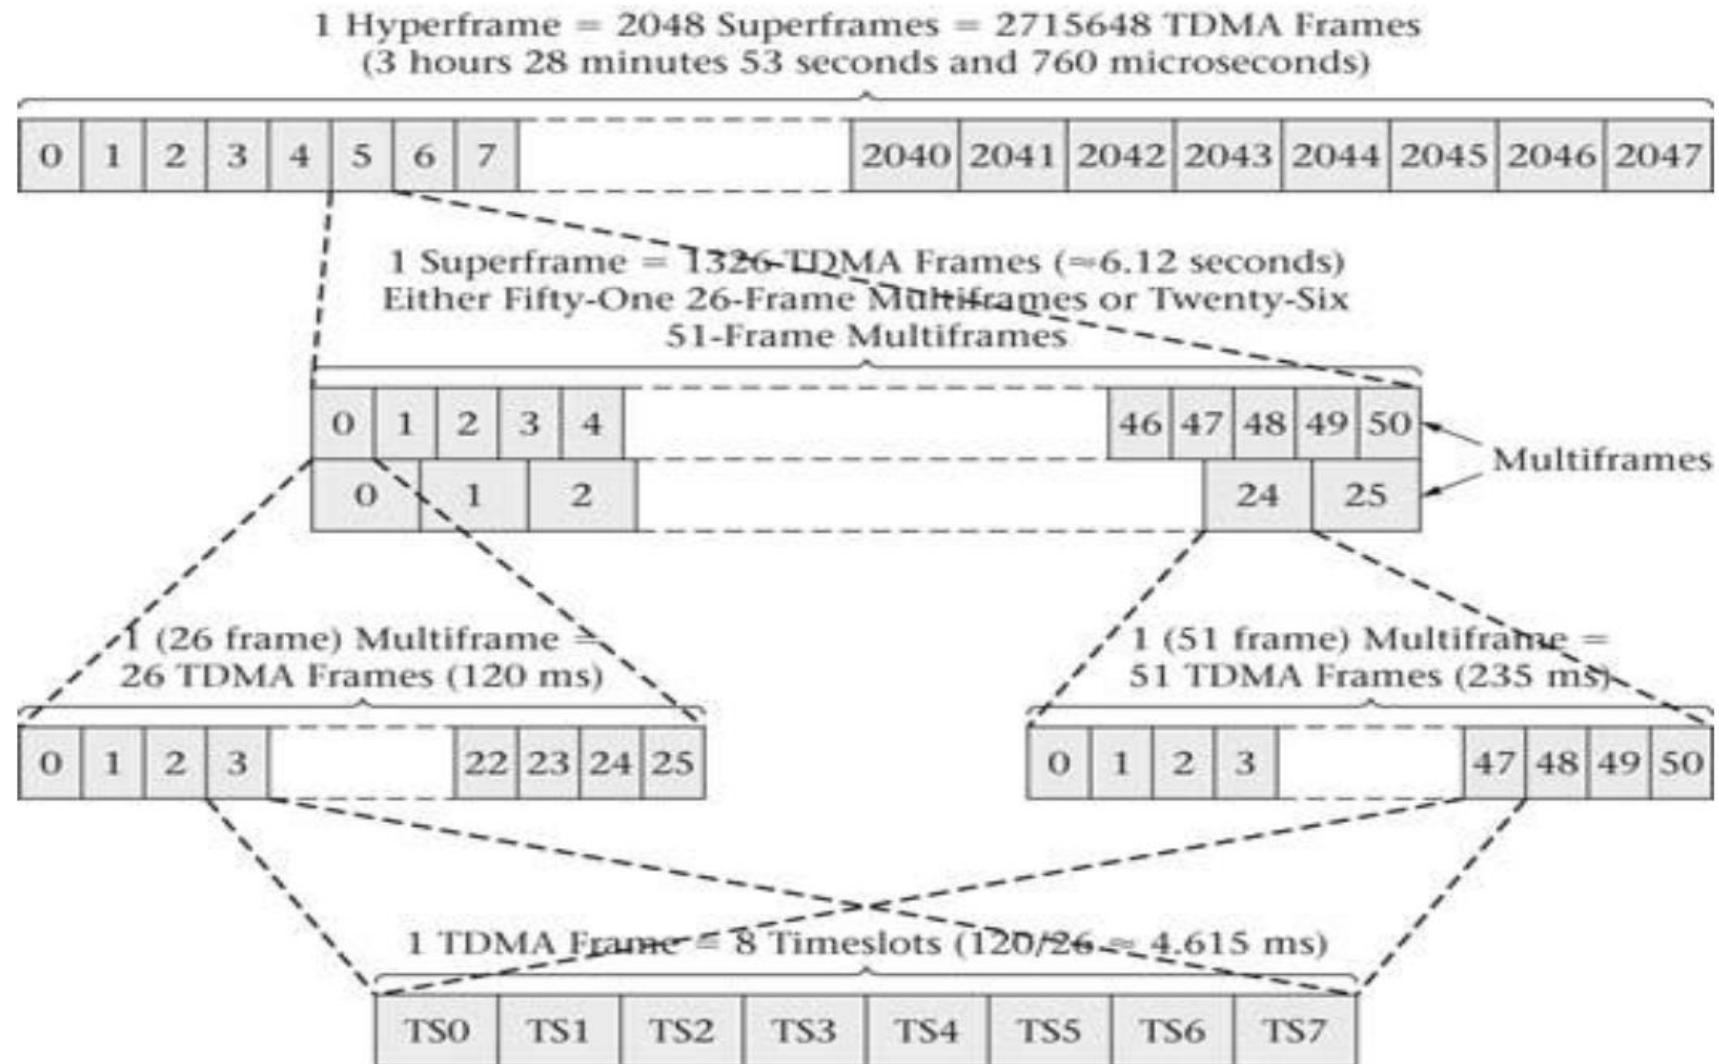 1 Hyperframe = 2048 Superframes = 2715648 TDMA Frames
(3 hours 28 minutes 53 seconds and 760 microseconds)
0 1 2 3 4 5 6 7 2040 2041 2042 2043 2044 2045 2046 2047
1 Superframe = 1326 TDMA Frames (≈6.12 seconds)
Either Fifty-One 26-Frame Multiframes or Twenty-Six
51-Frame Multiframes
0 1 2 3 4 46 47 48 49 50
Multiframes
0 1 2 24 25
1 (26 frame) Multiframe =
26 TDMA Frames (120 ms)
1 (51 frame) Multiframe =
51 TDMA Frames (235 ms)
0 1 2 3 22 23 24 25
0 1 2 3 47 48 49 50
1 TDMA Frame = 8 Timeslots (120/26 ≈ 4.615 ms)
TS0 TS1 TS2 TS3 TS4 TS5 TS6 TS7